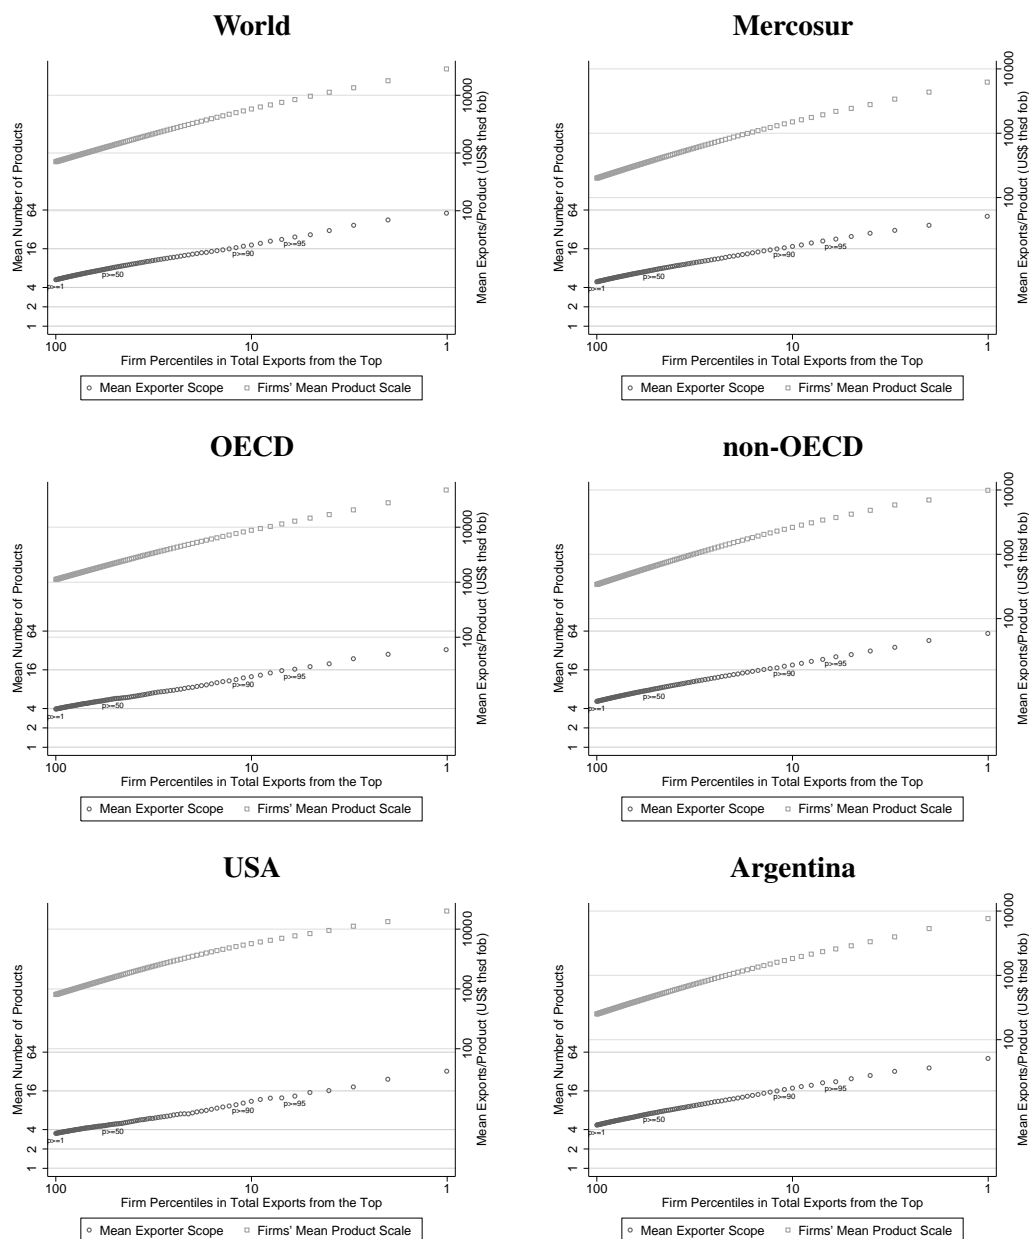 World
Mean Number of Products
1 2 4 16 64
100 1000 10000
Mean Exports/Product (US$ thsd fob)
p>=1 p>=50 p>=90 p>=95
100 10 1
Firm Percentiles in Total Exports from the Top
Mean Exporter Scope Firms' Mean Product Scale
Mercosur
Mean Number of Products
1 2 4 16 64
100 1000 10000
Mean Exports/Product (US$ thsd fob)
p>=1 p>=50 p>=90 p>=95
100 10 1
Firm Percentiles in Total Exports from the Top
Mean Exporter Scope Firms' Mean Product Scale
OECD
Mean Number of Products
1 2 4 16 64
100 1000 10000
Mean Exports/Product (US$ thsd fob)
p>=1 p>=50 p>=90 p>=95
100 10 1
Firm Percentiles in Total Exports from the Top
Mean Exporter Scope Firms' Mean Product Scale
non-OECD
Mean Number of Products
1 2 4 16 64
100 1000 10000
Mean Exports/Product (US$ thsd fob)
p>=1 p>=50 p>=90 p>=95
100 10 1
Firm Percentiles in Total Exports from the Top
Mean Exporter Scope Firms' Mean Product Scale
USA
Mean Number of Products
1 2 4 16 64
100 1000 10000
Mean Exports/Product (US$ thsd fob)
p>=1 p>=50 p>=90 p>=95
100 10 1
Firm Percentiles in Total Exports from the Top
Mean Exporter Scope Firms' Mean Product Scale
Argentina
Mean Number of Products
1 2 4 16 64
100 1000 10000
Mean Exports/Product (US$ thsd fob)
p>=1 p>=50 p>=90 p>=95
100 10 1
Firm Percentiles in Total Exports from the Top
Mean Exporter Scope Firms' Mean Product Scale